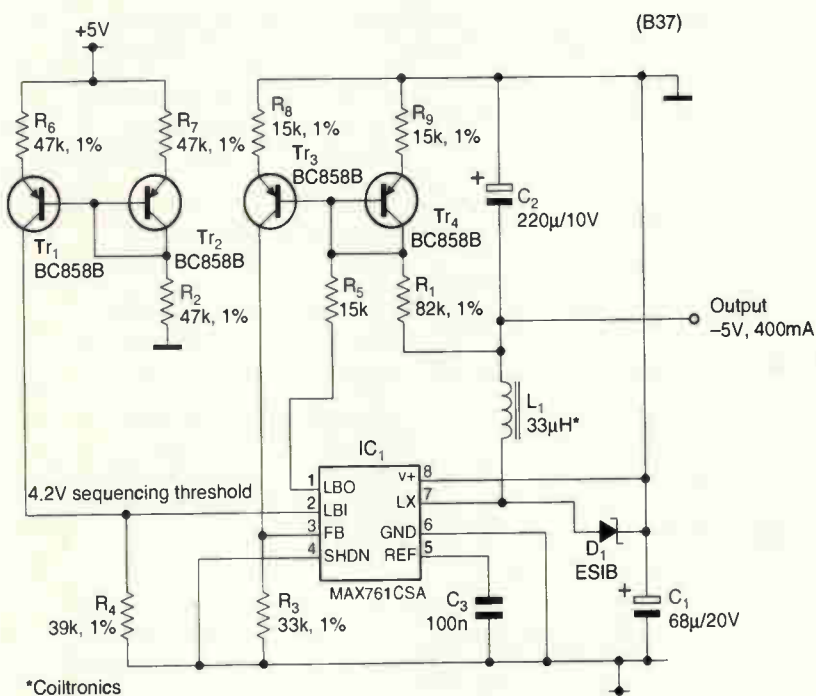 (B37)
+5V
R6
47k, 1%
R7
47k, 1%
R8
15k, 1%
R9
15k, 1%
Tr3
BC858B
Tr1
BC858B
Tr2
BC858B
Tr4
BC858B
C2
220µ/10V
+
R2
47k, 1%
R5
15k
R1
82k, 1%
Output
–5V, 400mA
L1
33µH*
IC1
4.2V sequencing threshold
1 LBO
2 LBI
3 FB
4 SHDN
v+ 8
LX 7
GND 6
REF 5
MAX761CSA
D1
ESIB
R4
39k, 1%
R3
33k, 1%
C3
100n
+
C1
68µ/20V
*Coiltronics